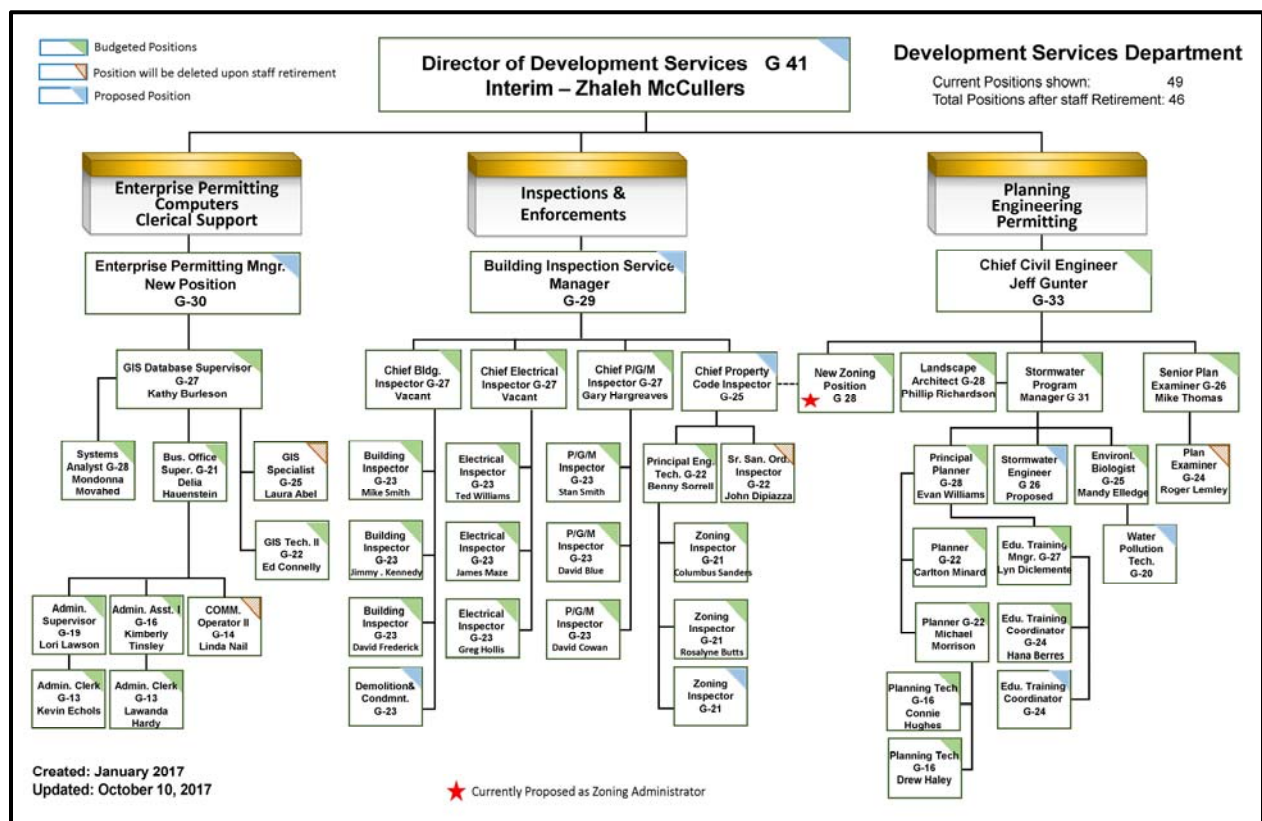 Budgeted Positions
Position will be deleted upon staff retirement
Proposed Position
Director of Development Services G 41
Interim – Zhaleh McCullers
Development Services Department
Current Positions shown: 49
Total Positions after staff Retirement: 46
Enterprise Permitting
Computers
Clerical Support
Inspections &
Enforcements
Planning
Engineering
Permitting
Enterprise Permitting Mngr.
New Position
G-30
Building Inspection Service
Manager
G-29
Chief Civil Engineer
Jeff Gunter
G-33
GIS Database Supervisor
G-27
Kathy Burleson
Chief Bldg.
Inspector G-27
Vacant
Chief Electrical
Inspector G-27
Vacant
Chief P/G/M
Inspector G-27
Gary Hargreaves
Chief Property
Code Inspector
G-25
New Zoning
Position
G 28
Landscape
Architect G-28
Phillip Richardson
Stormwater
Program
Manager G 31
Senior Plan
Examiner G-26
Mike Thomas
Systems
Analyst G-28
Mondonna
Movahed
Bus. Office
Super. G-21
Delia
Hauenstein
GIS
Specialist
G-25
Laura Abel
GIS Tech. II
G-22
Ed Connelly
Admin.
Supervisor
G-19
Lori Lawson
Admin. Asst. I
G-16
Kimberly
Tinsley
COMM.
Operator II
G-14
Linda Nail
Admin. Clerk
G-13
Kevin Echols
Admin. Clerk
G-13
Lawanda
Hardy
Building
Inspector
G-23
Mike Smith
Building
Inspector
G-23
Jimmy . Kennedy
Building
Inspector
G-23
David Frederick
Demolition&
Condmnt.
G-23
Electrical
Inspector
G-23
Ted Williams
Electrical
Inspector
G-23
James Maze
Electrical
Inspector
G-23
Greg Hollis
P/G/M
Inspector
G-23
Stan Smith
P/G/M
Inspector
G-23
David Blue
P/G/M
Inspector
G-23
David Cowan
Principal Eng.
Tech. G-22
Benny Sorrell
Sr. San. Ord.
Inspector
G-22
John Dipiazza
Zoning
Inspector
G-21
Columbus Sanders
Zoning
Inspector
G-21
Rosalyne Butts
Zoning
Inspector
G-21
Principal
Planner
G-28
Evan Williams
Stormwater
Engineer
G 26
Proposed
Environl.
Biologist
G-25
Mandy Elledge
Plan
Examiner
G-24
Roger Lemley
Planner
G-22
Carlton Minard
Edu. Training
Mngr. G-27
Lyn Diclemente
Water
Pollution
Tech.
G-20
Planner G-22
Michael
Morrison
Edu. Training
Coordinator
G-24
Hana Berres
Planning Tech
G-16
Connie
Hughes
Edu. Training
Coordinator
G-24
Planning Tech
G-16
Drew Haley
Created: January 2017
Updated: October 10, 2017
Currently Proposed as Zoning Administrator